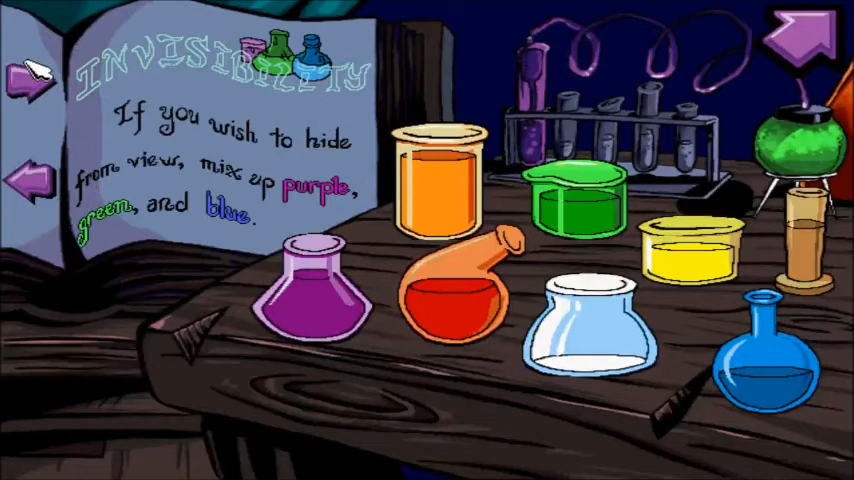 INVISIBILITY
If you wish to hide
from view, mix up purple,
green, and blue.